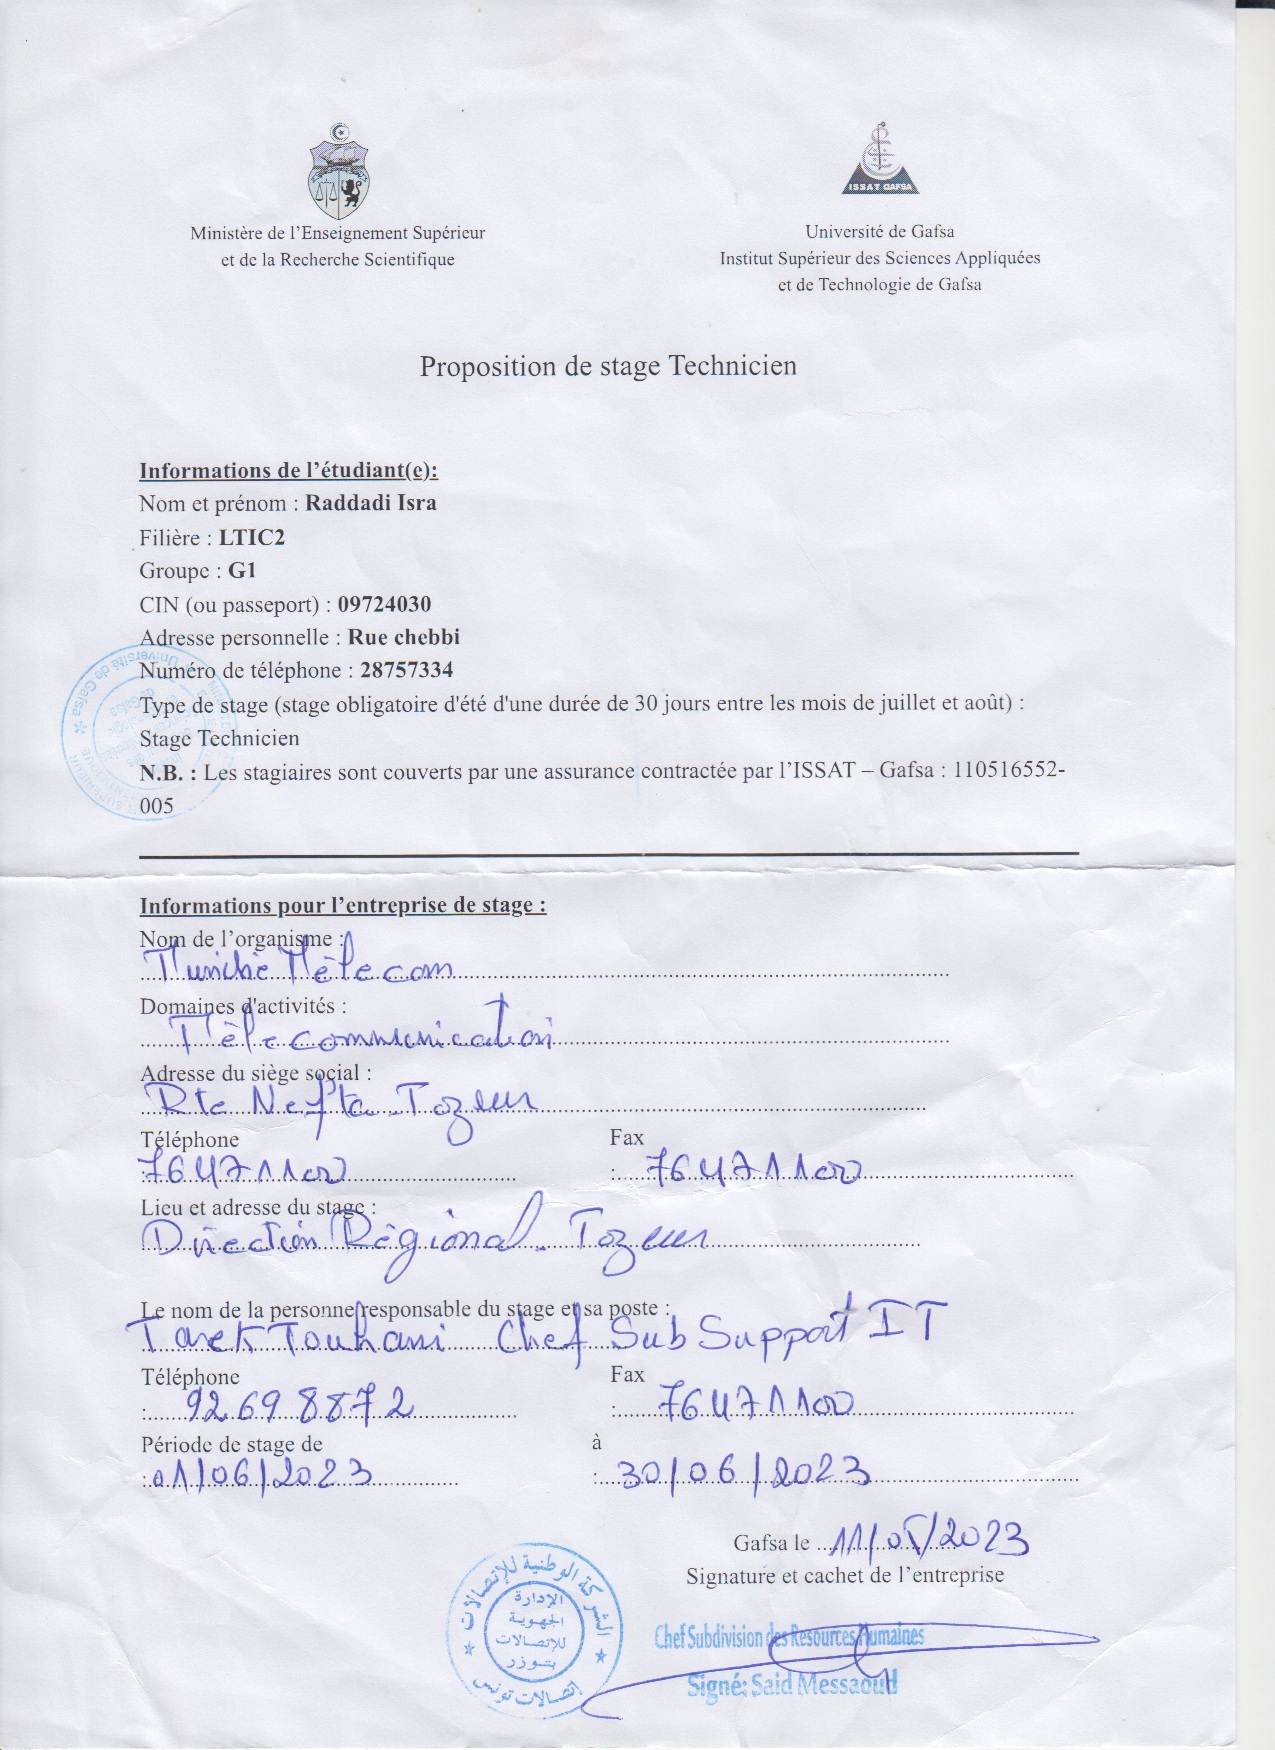 ISSAT GAFSA
Ministère de l'Enseignement Supérieur
et de la Recherche Scientifique
Université de Gafsa
Institut Supérieur des Sciences Appliquées
et de Technologie de Gafsa
Proposition de stage Technicien
Informations de l'étudiant(e):
Nom et prénom : Raddadi Isra
Filière : LTIC2
Groupe : G1
CIN (ou passeport) : 09724030
Adresse personnelle : Rue chebbi
Numéro de téléphone : 28757334
Type de stage (stage obligatoire d'été d'une durée de 30 jours entre les mois de juillet et août) :
Stage Technicien
N.B. : Les stagiaires sont couverts par une assurance contractée par l'ISSAT – Gafsa : 110516552-
005
Université de Gafsa
Informations pour l'entreprise de stage :
Nom de l'organisme :
Tunisie Télecom
Domaines d'activités :
Télecommunication
Adresse du siège social :
Rte Nefta Tozeur
Téléphone Fax
: 76471100 : 76471100
Lieu et adresse du stage :
Direction Régional. Tozeur
Le nom de la personne responsable du stage et sa poste :
Tarek Touhami Chef Sub Support IT
Téléphone Fax
: 92698872 : 76471100
Période de stage de à
: 01/06/2023 : 30/06/2023
Gafsa le 11/05/2023
Signature et cachet de l'entreprise
الشركة الوطنية للإتصالات
الإدارة
الجهوية
للإتصالات
بتوزر
إتصالات تونس
Chef Subdivision des Resources Humaines
Signé: Said Messaoud